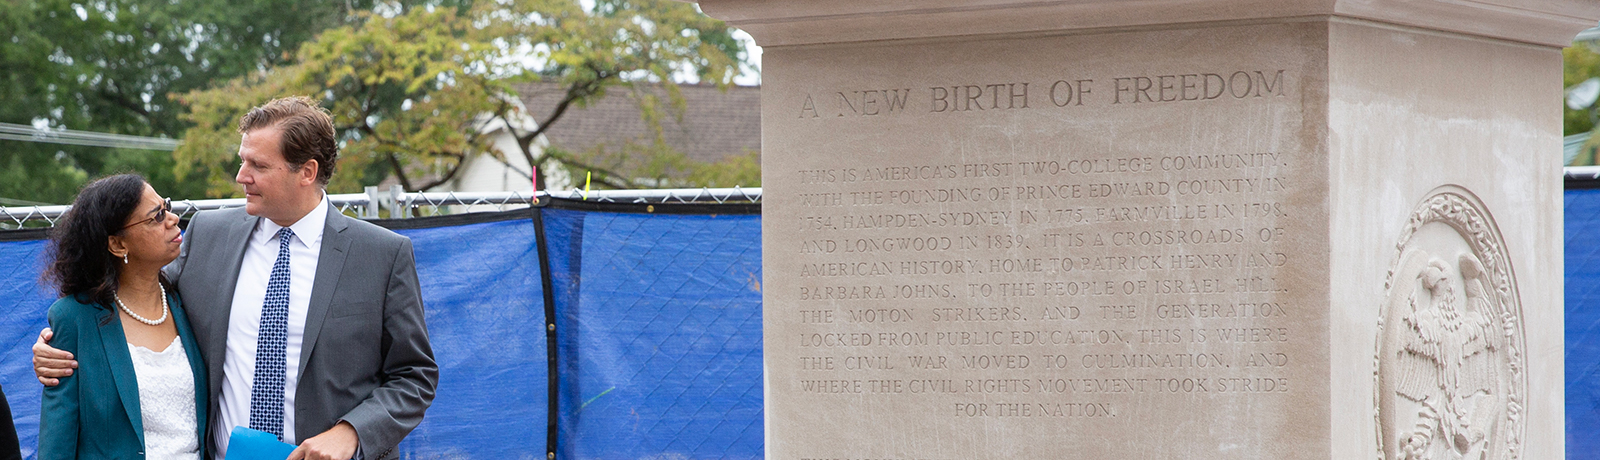 A NEW BIRTH OF FREEDOM
THIS IS AMERICA'S FIRST TWO-COLLEGE COMMUNITY,
WITH THE FOUNDING OF PRINCE EDWARD COUNTY IN
1754, HAMPDEN-SYDNEY IN 1775, FARMVILLE IN 1798,
AND LONGWOOD IN 1839. IT IS A CROSSROADS OF
AMERICAN HISTORY, HOME TO PATRICK HENRY AND
BARBARA JOHNS, TO THE PEOPLE OF ISRAEL HILL,
THE MOTON STRIKERS, AND THE GENERATION
LOCKED FROM PUBLIC EDUCATION. THIS IS WHERE
THE CIVIL WAR MOVED TO CULMINATION, AND
WHERE THE CIVIL RIGHTS MOVEMENT TOOK STRIDE
FOR THE NATION.